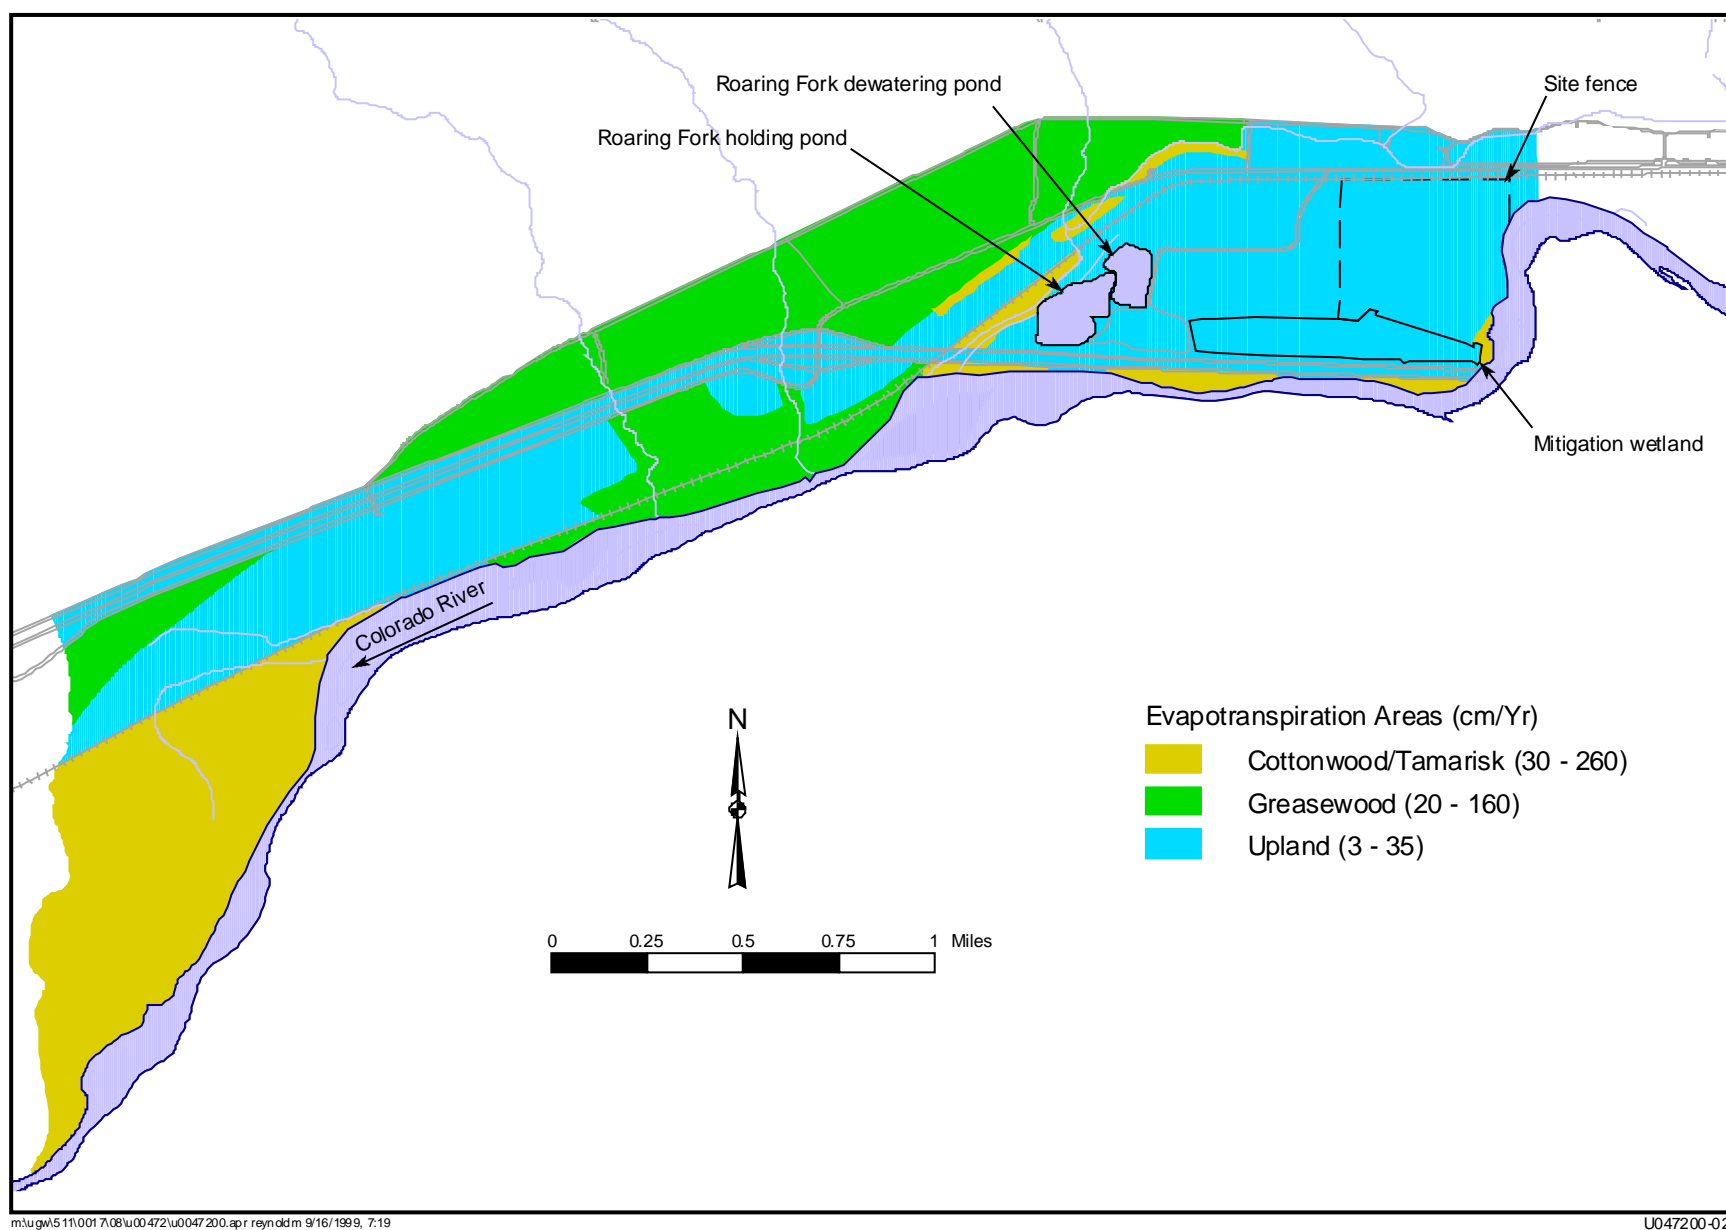 Roaring Fork dewatering pond
Site fence
Roaring Fork holding pond
Mitigation wetland
Colorado River
N
Evapotranspiration Areas (cm/Yr)
Cottonwood/Tamarisk (30 - 260)
Greasewood (20 - 160)
Upland (3 - 35)
0 0.25 0.5 0.75 1 Miles
m:\ugw\511\0017\08\u00472\u0047200.apr reynoldm 9/16/1999, 7:19
U047200-02